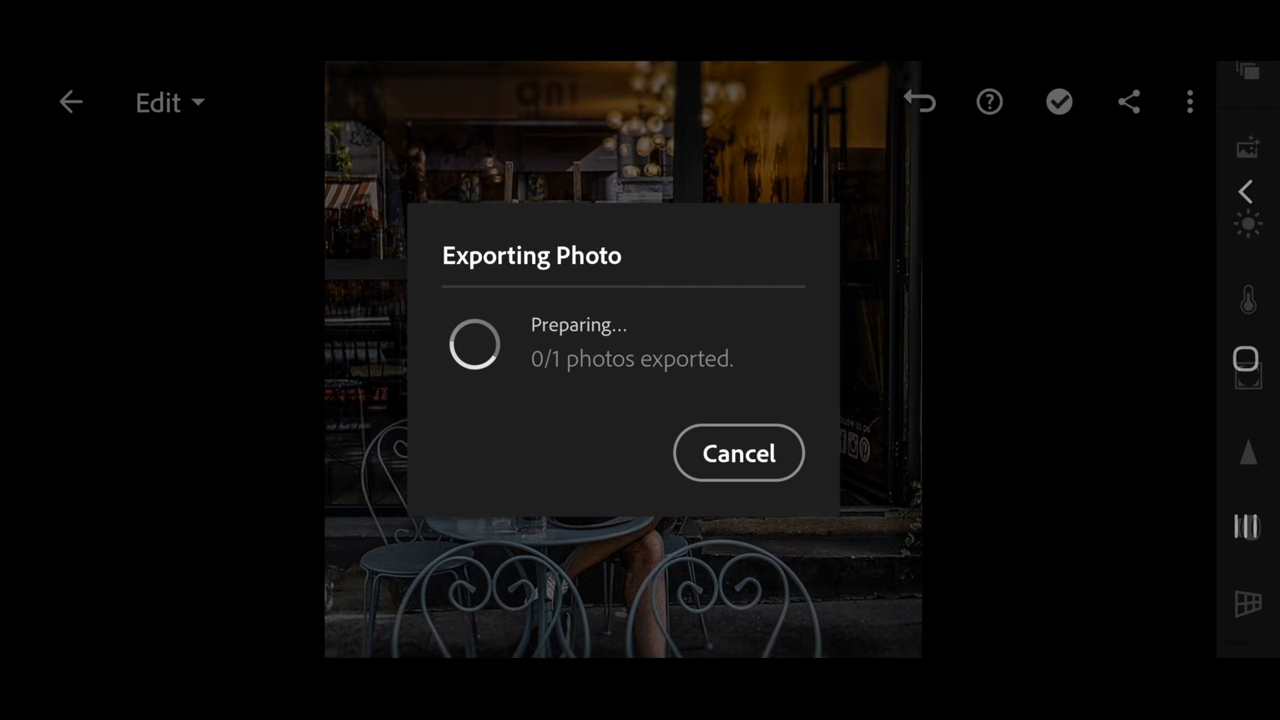 Edit
Exporting Photo
Preparing...
0/1 photos exported.
Cancel